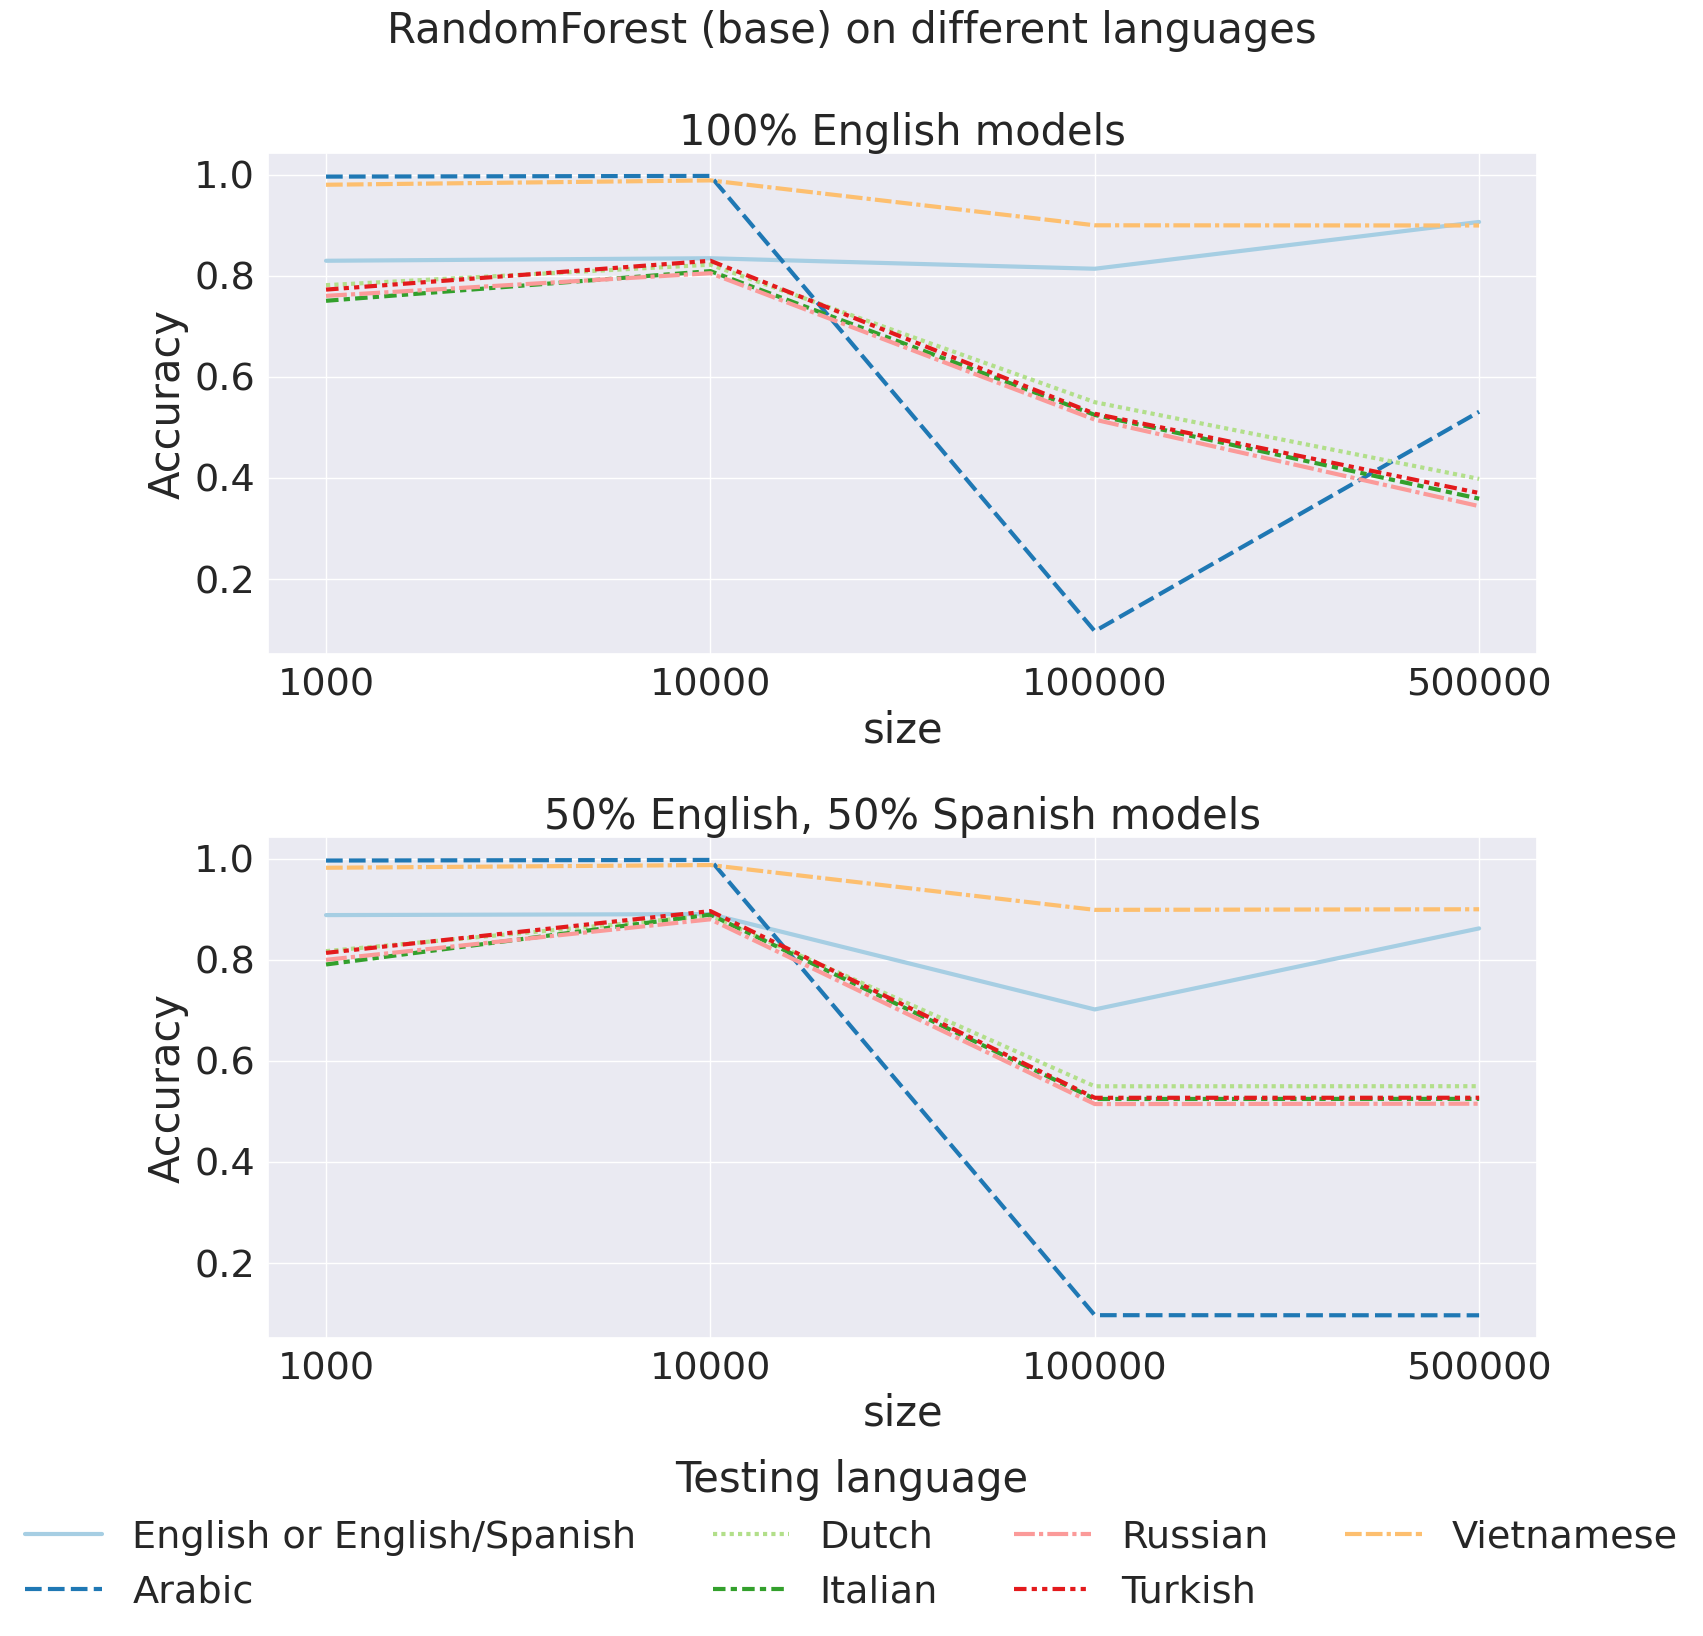 RandomForest (base) on different languages
100% English models
1.0
0.8
0.6
0.4
0.2
Accuracy
1000 10000 100000 500000
size
50% English, 50% Spanish models
1.0
0.8
0.6
0.4
0.2
Accuracy
1000 10000 100000 500000
size
Testing language
English or English/Spanish Dutch Russian Vietnamese
Arabic Italian Turkish